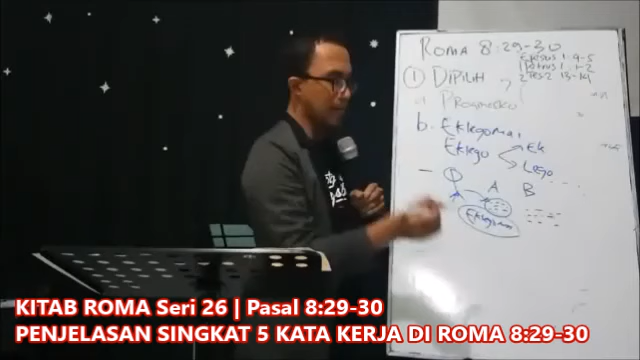 ROMA 8:29-30
Efesus 1:4-5
1 Petrus 1:1-2
2 Tes 2:13-14
① DIPILIH
a. Proginosko
b. Eklegomai
Eklego
Ek
Lego
A B
Eklegomai
KITAB ROMA Seri 26 | Pasal 8:29-30
PENJELASAN SINGKAT 5 KATA KERJA DI ROMA 8:29-30